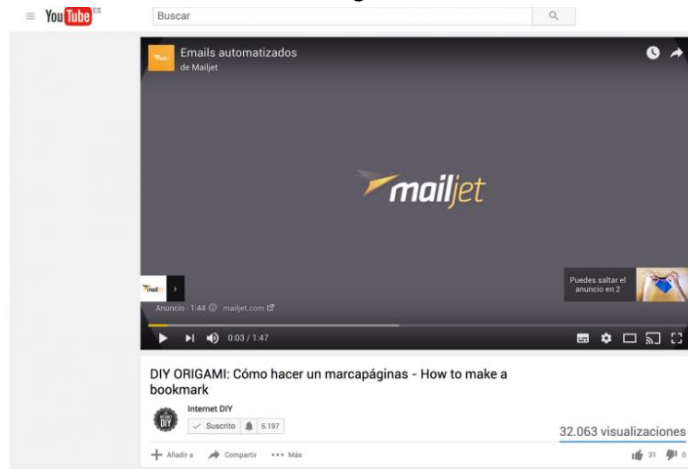 YouTube ES
Buscar
Emails automatizados
de Mailjet
mailjet
Puedes saltar el
anuncio en 2
Anuncio · 1:44 mailjet.com
0:03 / 1:47
DIY ORIGAMI: Cómo hacer un marcapáginas - How to make a
bookmark
Internet DIY
DIY
Suscrito 6.197
32.063 visualizaciones
Añadir a Compartir ••• Más
31 0